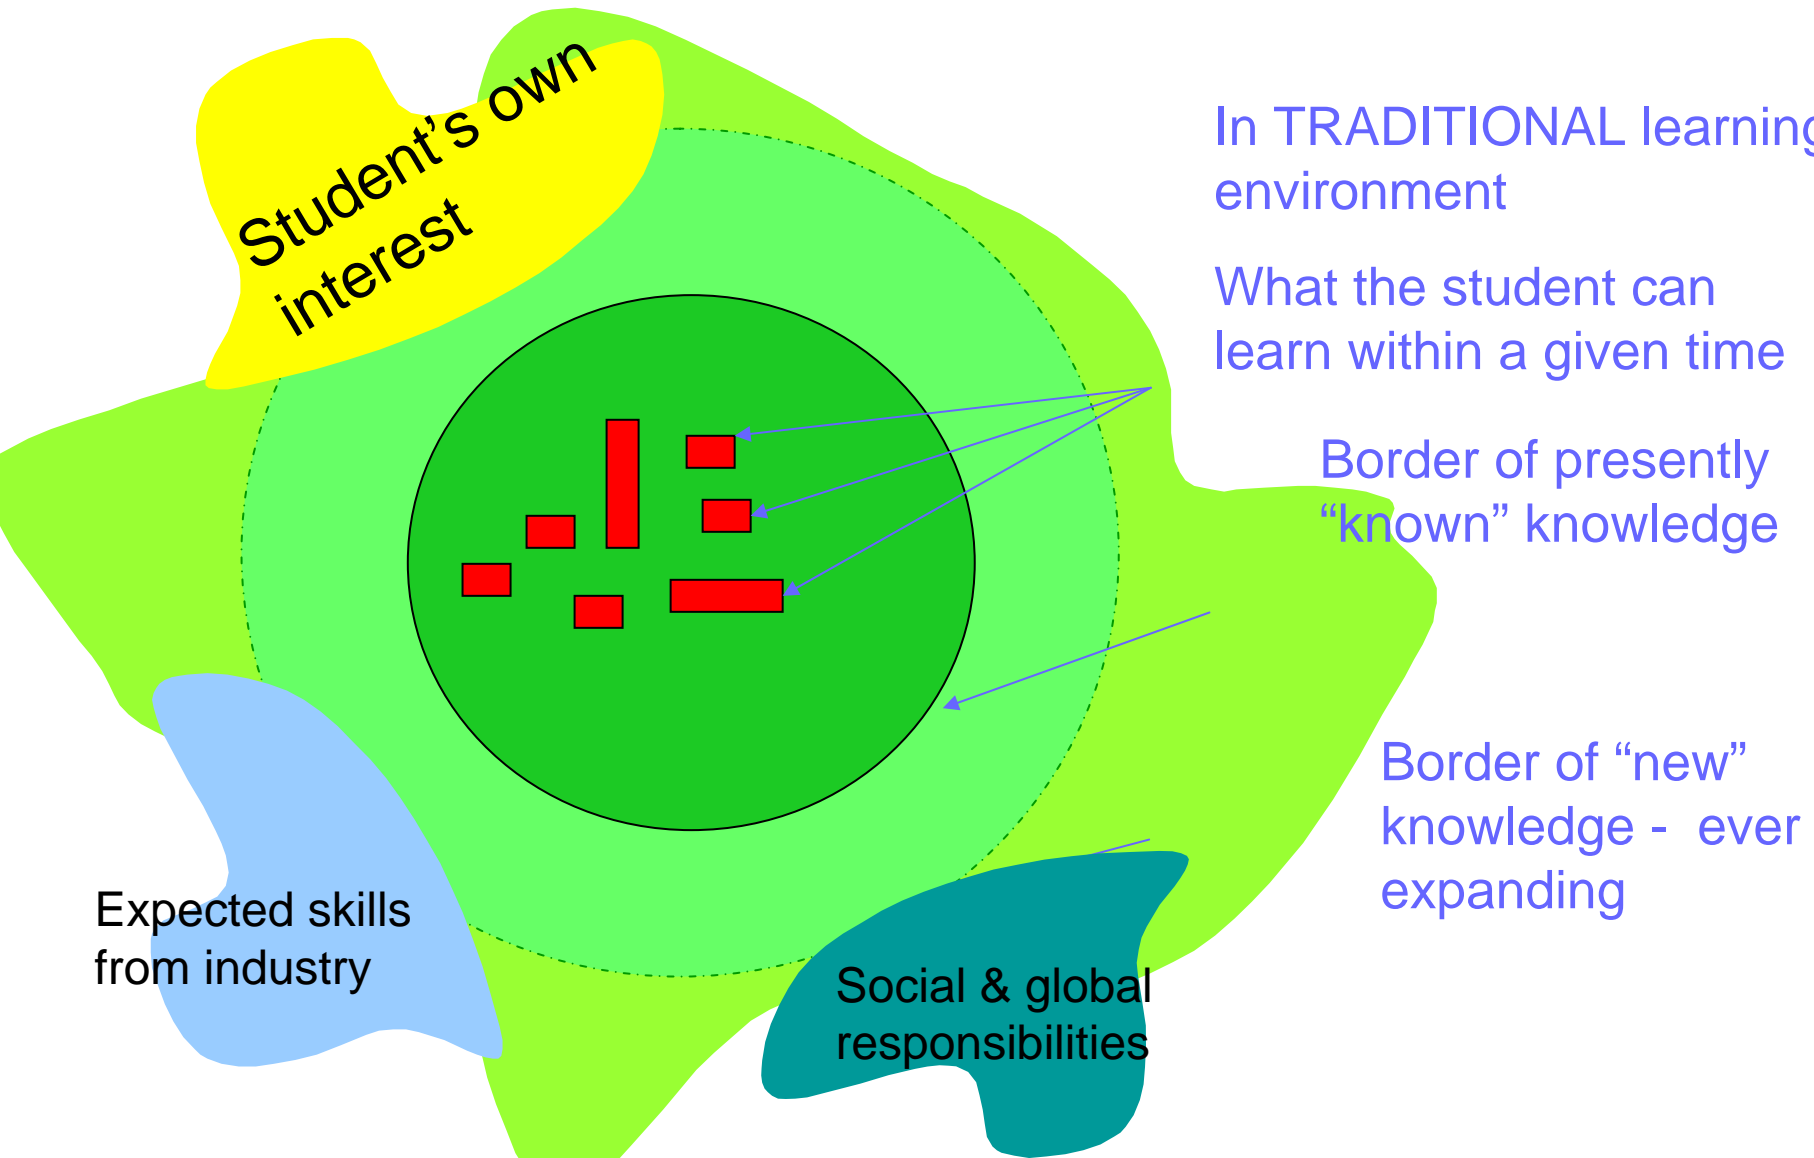 Student’s own
interest
In TRADITIONAL learning
environment
What the student can
learn within a given time
Border of presently
“known” knowledge
Border of “new”
knowledge -  ever
expanding
Expected skills
from industry
Social & global
responsibilities